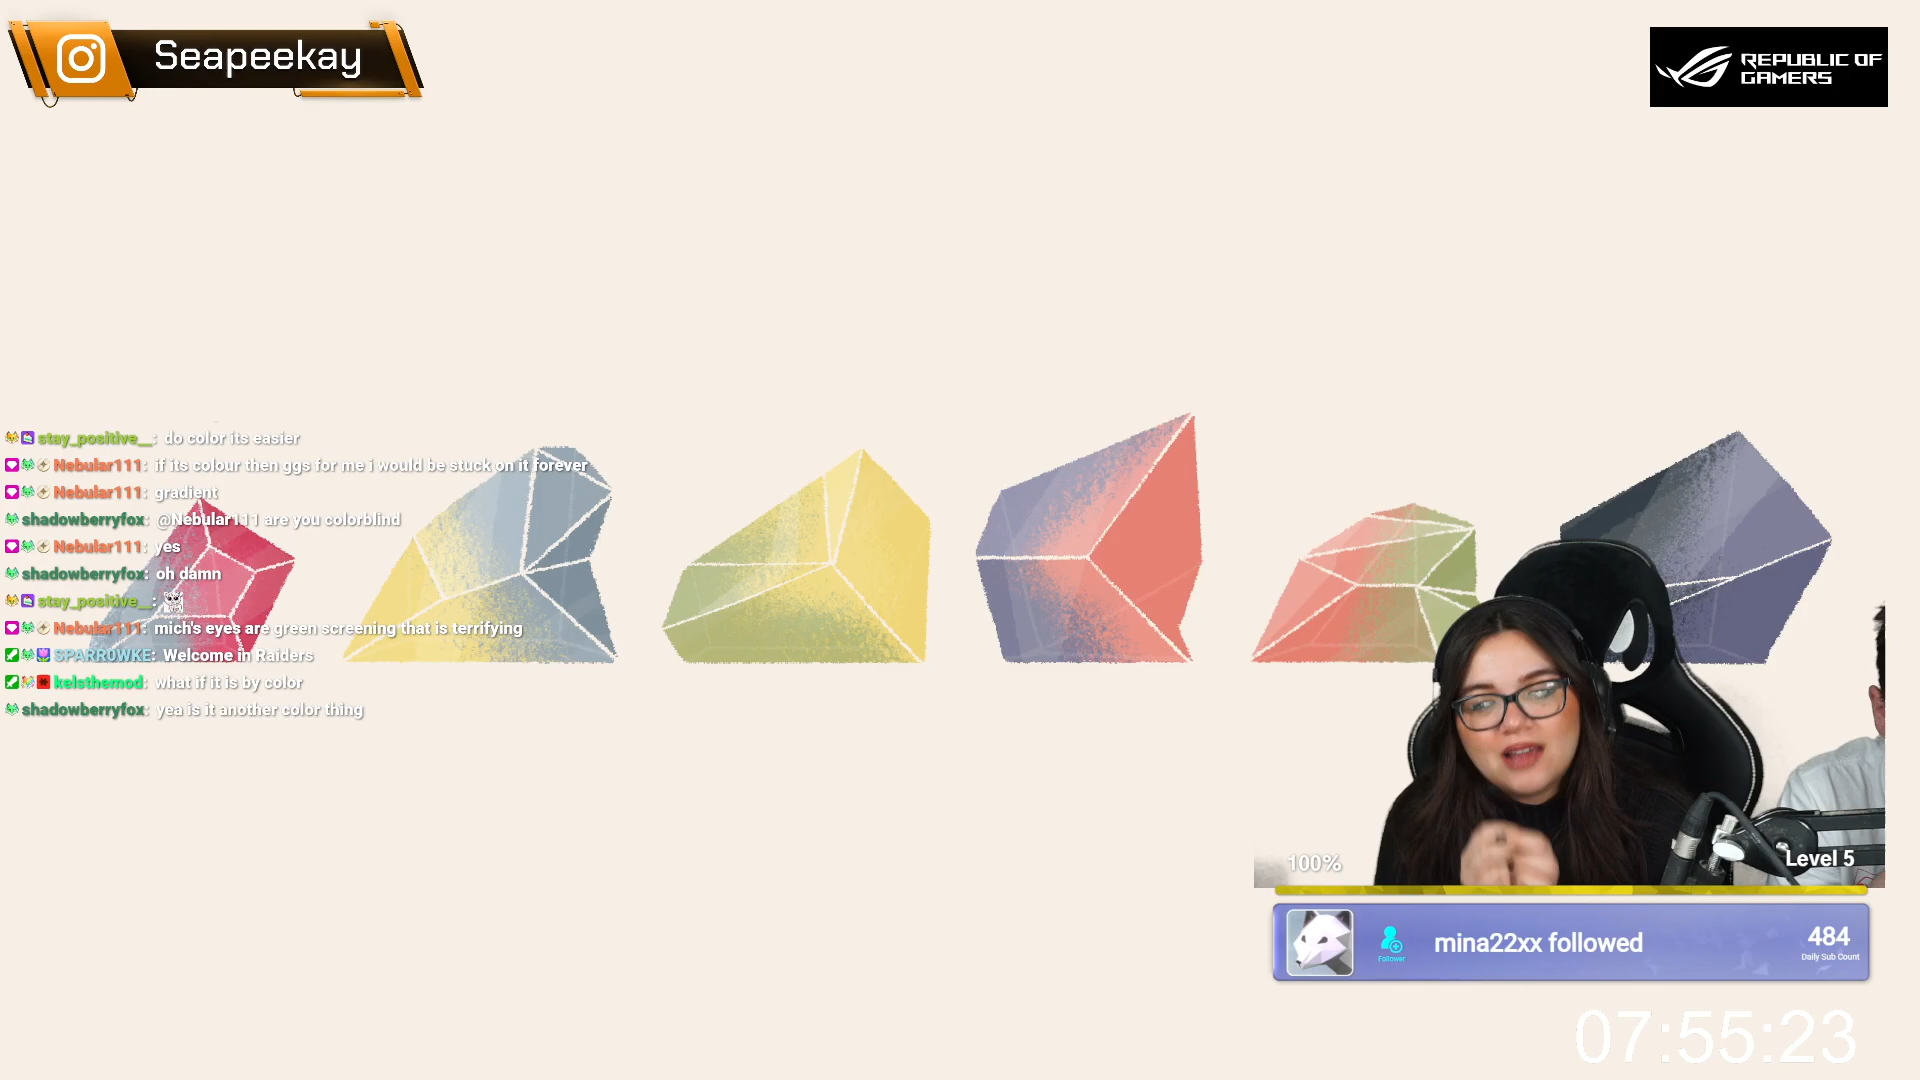 Seapeekay
REPUBLIC OF
GAMERS
stay_positive__: do color its easier
Nebular111: if its colour then ggs for me i would be stuck on it forever
Nebular111: gradient
shadowberryfox: @Nebular111 are you colorblind
Nebular111: yes
shadowberryfox: oh damn
stay_positive__:
Nebular111: mich's eyes are green screening that is terrifying
SPARR0WKE: Welcome in Raiders
kelsthemod: what if it is by color
shadowberryfox: yea is it another color thing
100%
Level 5
Follower
mina22xx followed
484
Daily Sub Count
07:55:23